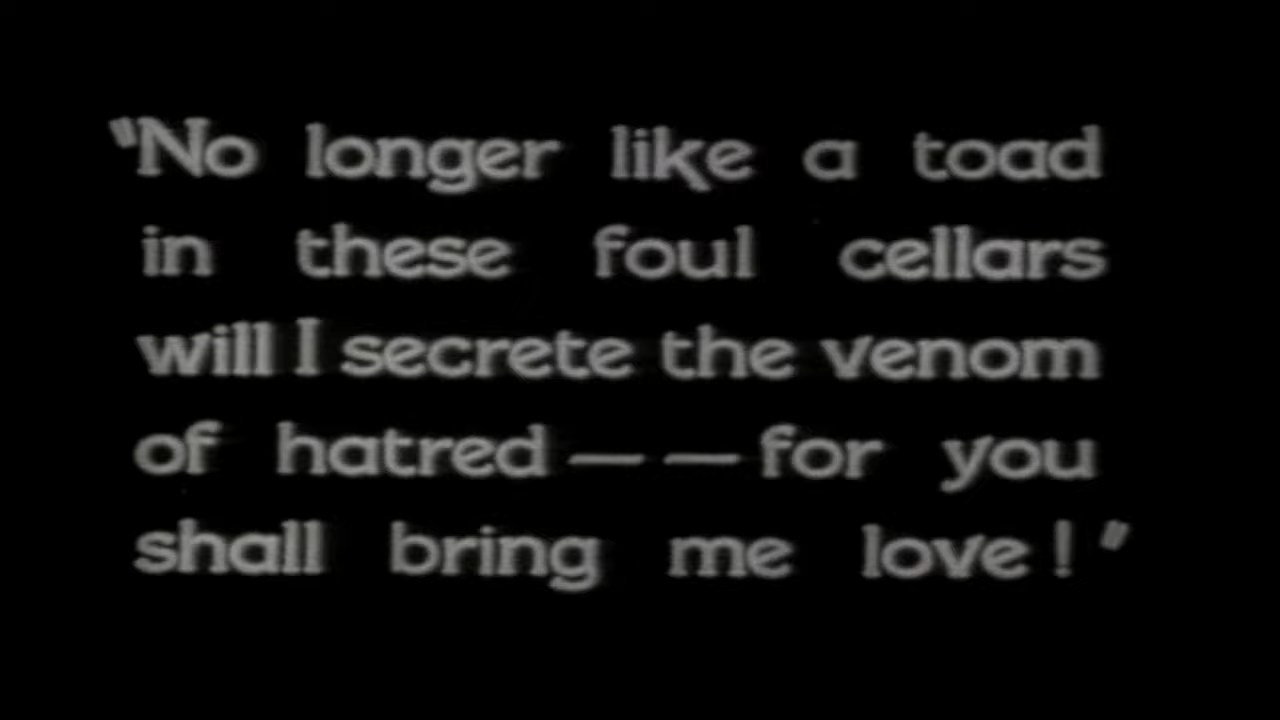 "No longer like a toad
in these foul cellars
will I secrete the venom
of hatred — — for you
shall bring me love! "